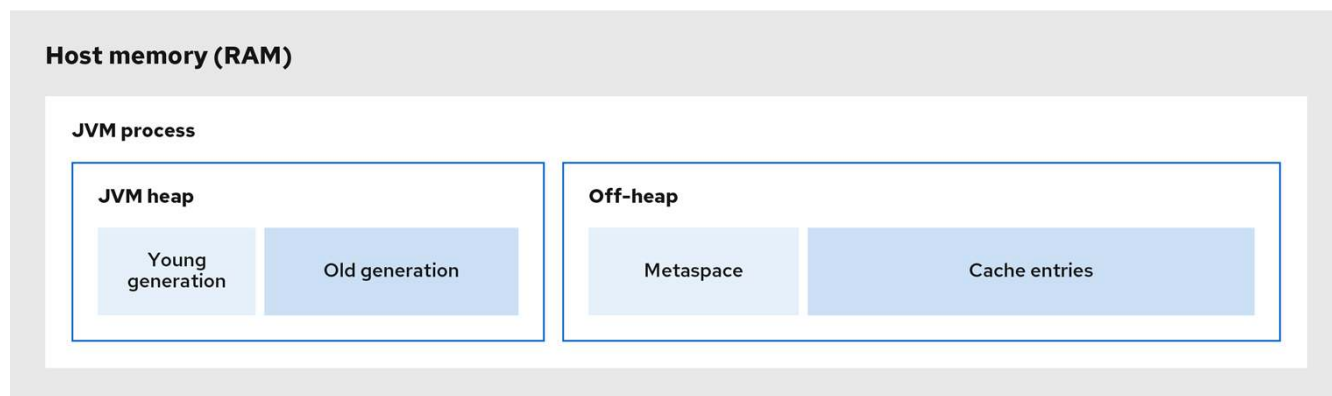 Host memory (RAM)
JVM process
JVM heap
Young
generation
Old generation
Off-heap
Metaspace
Cache entries